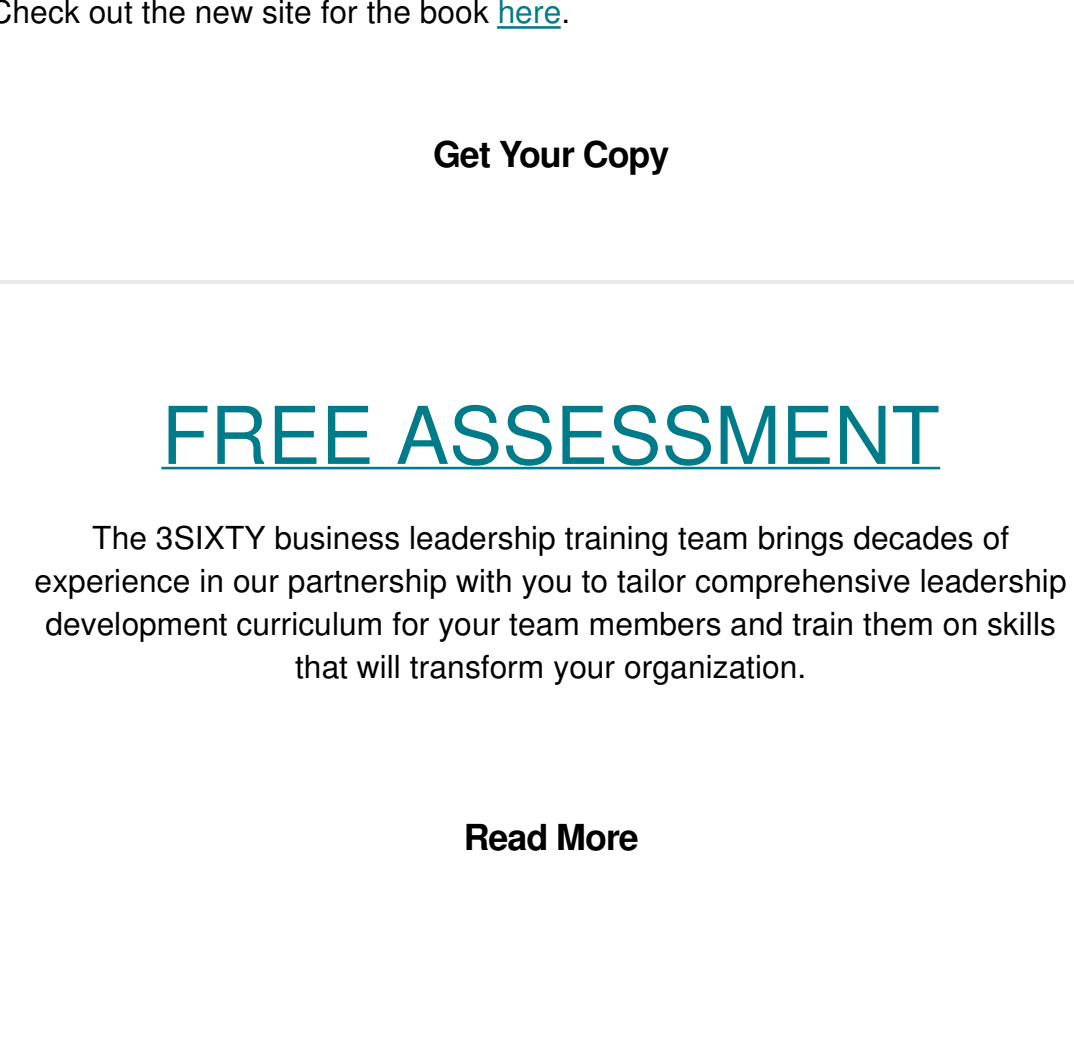 Check out the new site for the book here.
Get Your Copy
FREE ASSESSMENT
The 3SIXTY business leadership training team brings decades of
experience in our partnership with you to tailor comprehensive leadership
development curriculum for your team members and train them on skills
that will transform your organization.
Read More